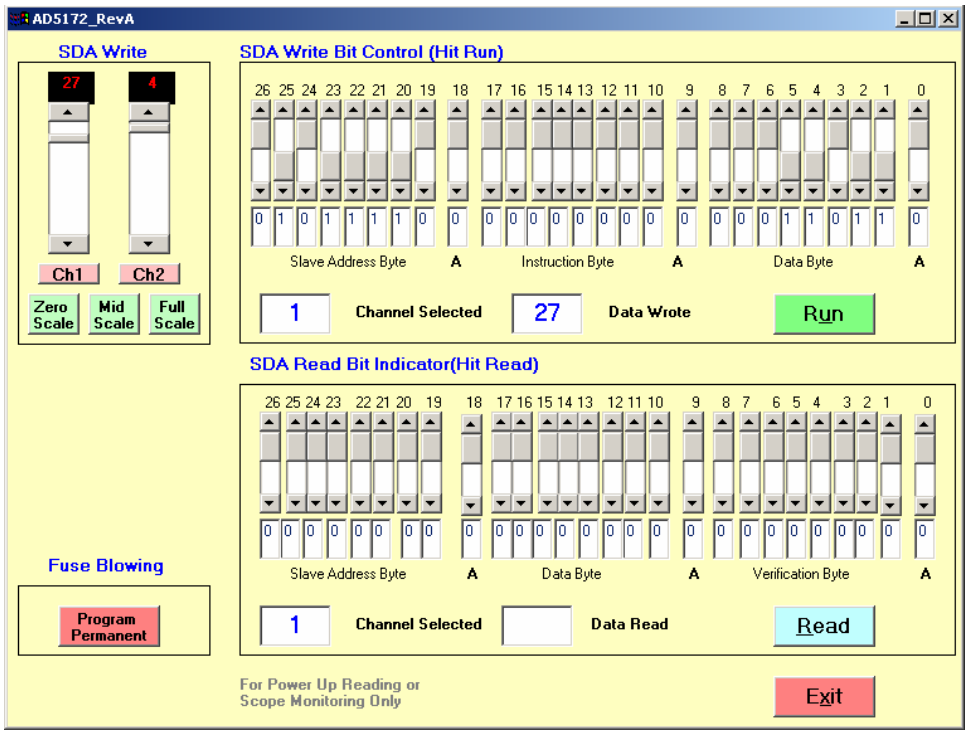 AD5172_RevA
SDA Write
27 4
Ch1 Ch2
Zero Scale Mid Scale Full Scale
SDA Write Bit Control (Hit Run)
26 25 24 23 22 21 20 19 18 17 16 15 14 13 12 11 10 9 8 7 6 5 4 3 2 1 0
0 1 0 1 1 1 1 0 0 0 0 0 0 0 0 0 0 0 0 0 0 1 1 0 1 1 0
Slave Address Byte A Instruction Byte A Data Byte A
1 Channel Selected 27 Data Wrote Run
SDA Read Bit Indicator(Hit Read)
26 25 24 23 22 21 20 19 18 17 16 15 14 13 12 11 10 9 8 7 6 5 4 3 2 1 0
0 0 0 0 0 0 0 0 0 0 0 0 0 0 0 0 0 0 0 0 0 0 0 0 0 0 0
Slave Address Byte A Data Byte A Verification Byte A
1 Channel Selected Data Read Read
Fuse Blowing
Program
Permanent
For Power Up Reading or
Scope Monitoring Only
Exit